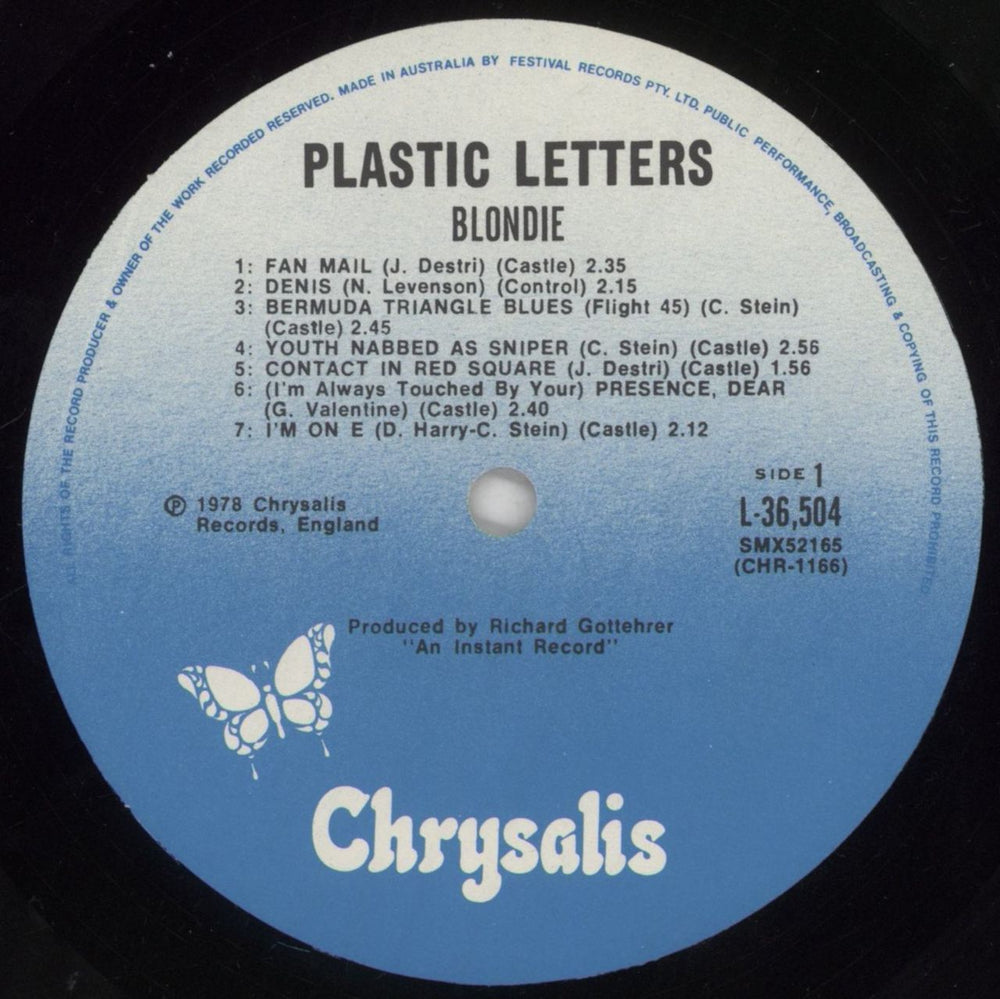 ALL RIGHTS OF THE RECORD PRODUCER & OWNER OF THE WORK RECORDED RESERVED. MADE IN AUSTRALIA BY FESTIVAL RECORDS PTY. LTD. PUBLIC PERFORMANCE, BROADCASTING & COPYING OF THIS RECORD PROHIBITED
PLASTIC LETTERS
BLONDIE
1: FAN MAIL (J. Destri) (Castle) 2.35
2: DENIS (N. Levenson) (Control) 2.15
3: BERMUDA TRIANGLE BLUES (Flight 45) (C. Stein)
(Castle) 2.45
4: YOUTH NABBED AS SNIPER (C. Stein) (Castle) 2.56
5: CONTACT IN RED SQUARE (J. Destri) (Castle) 1.56
6: (I'm Always Touched By Your) PRESENCE, DEAR
(G. Valentine) (Castle) 2.40
7: I'M ON E (D. Harry-C. Stein) (Castle) 2.12
℗ 1978 Chrysalis
Records, England
SIDE 1
L-36,504
SMX52165
(CHR-1166)
Produced by Richard Gottehrer
"An Instant Record"
Chrysalis